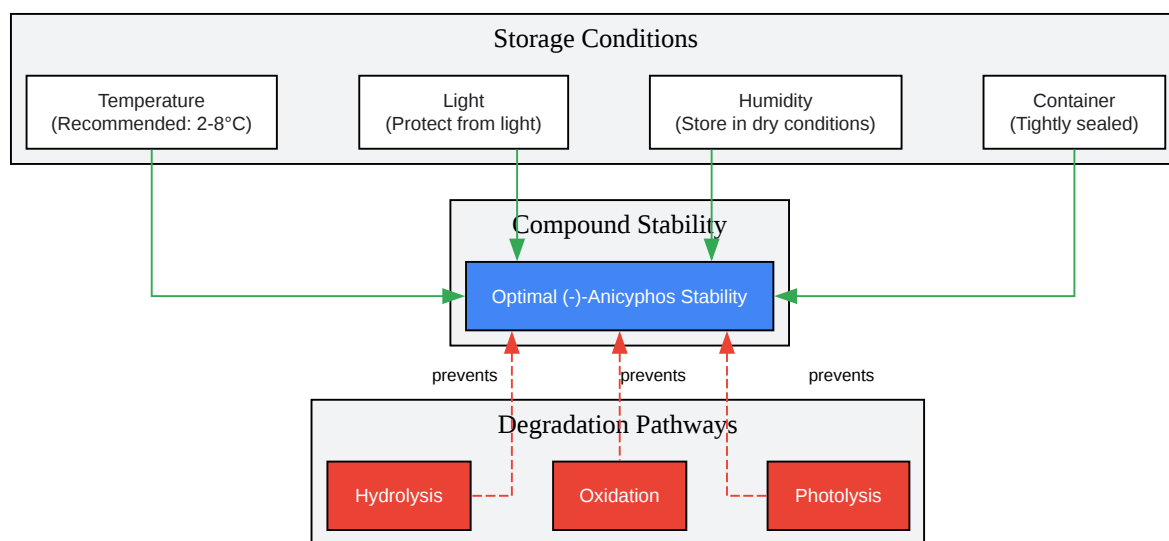 Storage Conditions
Temperature
(Recommended: 2-8°C)
Light
(Protect from light)
Humidity
(Store in dry conditions)
Container
(Tightly sealed)
Compound Stability
Optimal (-)-Anicyphos Stability
prevents
prevents
prevents
Degradation Pathways
Hydrolysis
Oxidation
Photolysis